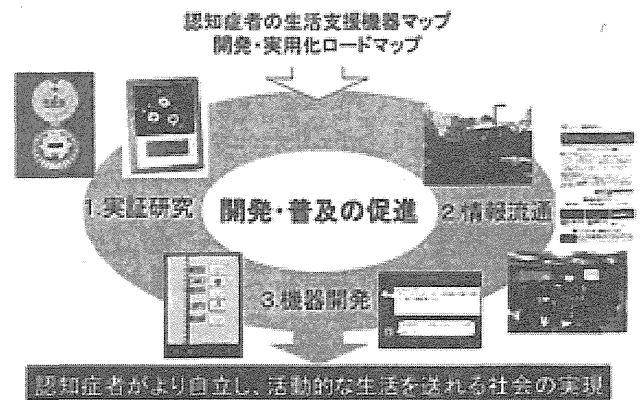 認知症者の生活支援機器マップ
開発・実用化ロードマップ
1.実証研究
開発・普及の促進
2.情報流通
3.機器開発
認知症者がより自立し、活動的な生活を送れる社会の実現